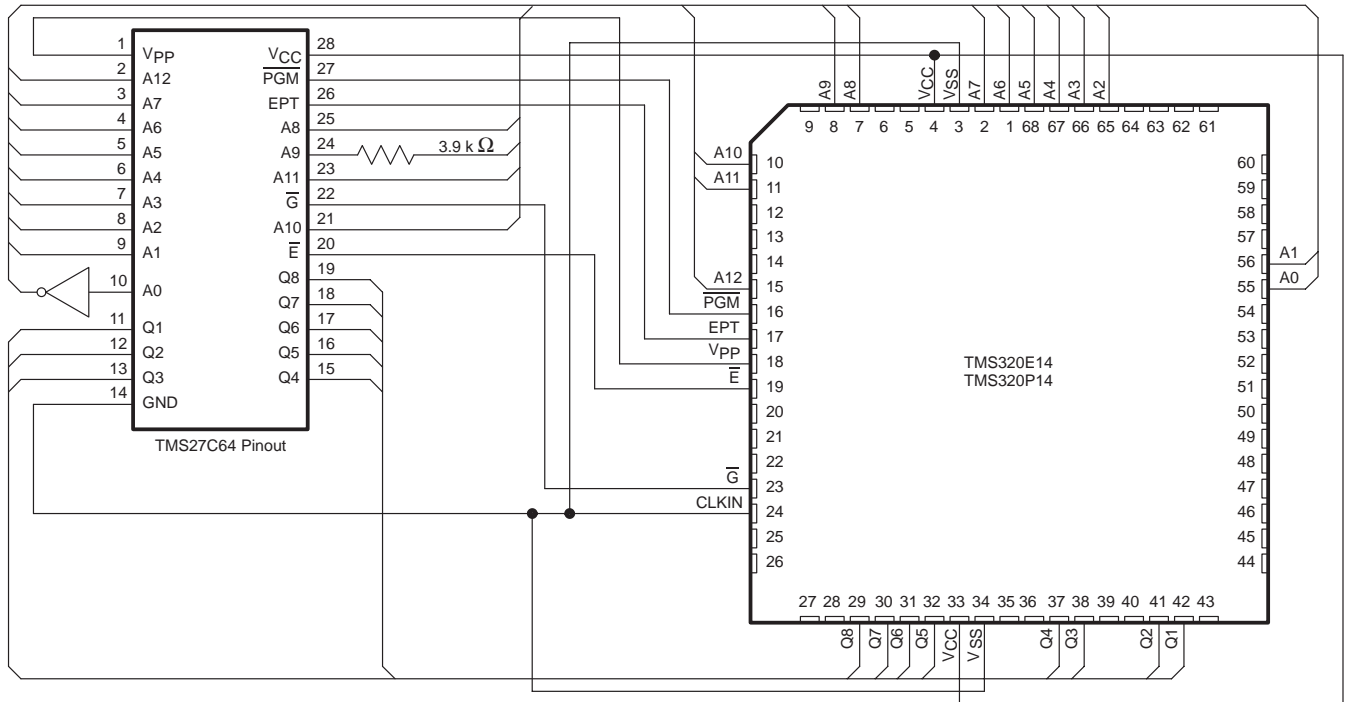 1 VPP VCC 28
2 A12 PGM 27
3 A7 EPT 26
4 A6 A8 25
5 A5 A9 24 3.9 k Ω
6 A4 A11 23
7 A3 G 22
8 A2 A10 21
9 A1 E 20
10 A0 Q8 19
Q7 18
11 Q1 Q6 17
12 Q2 Q5 16
13 Q3 Q4 15
14 GND
TMS27C64 Pinout
A9 A8 VCC VSS A7 A6 A5 A4 A3 A2
9 8 7 6 5 4 3 2 1 68 67 66 65 64 63 62 61
A10 10
A11 11
12
13
14
A12 15
PGM 16
EPT 17
VPP 18
E 19
20
21
22
G 23
CLKIN 24
25
26
TMS320E14
TMS320P14
60
59
58
57
56 A1
55 A0
54
53
52
51
50
49
48
47
46
45
44
27 28 29 30 31 32 33 34 35 36 37 38 39 40 41 42 43
Q8 Q7 Q6 Q5 VCC VSS Q4 Q3 Q2 Q1